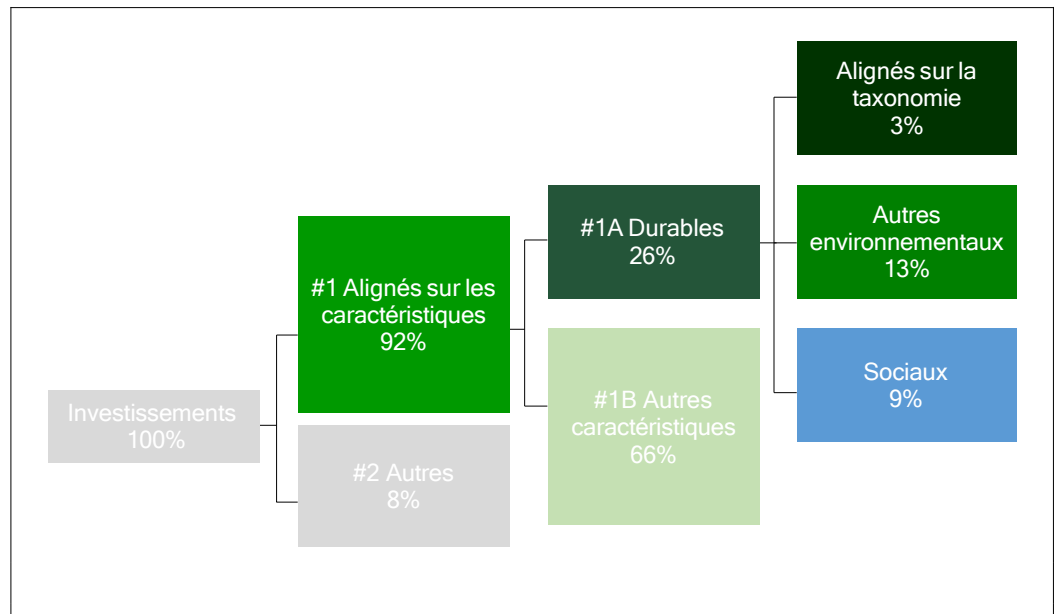 Investissements
100%
#1 Alignés sur les
caractéristiques
92%
#2 Autres
8%
#1A Durables
26%
#1B Autres
caractéristiques
66%
Alignés sur la
taxonomie
3%
Autres
environnementaux
13%
Sociaux
9%